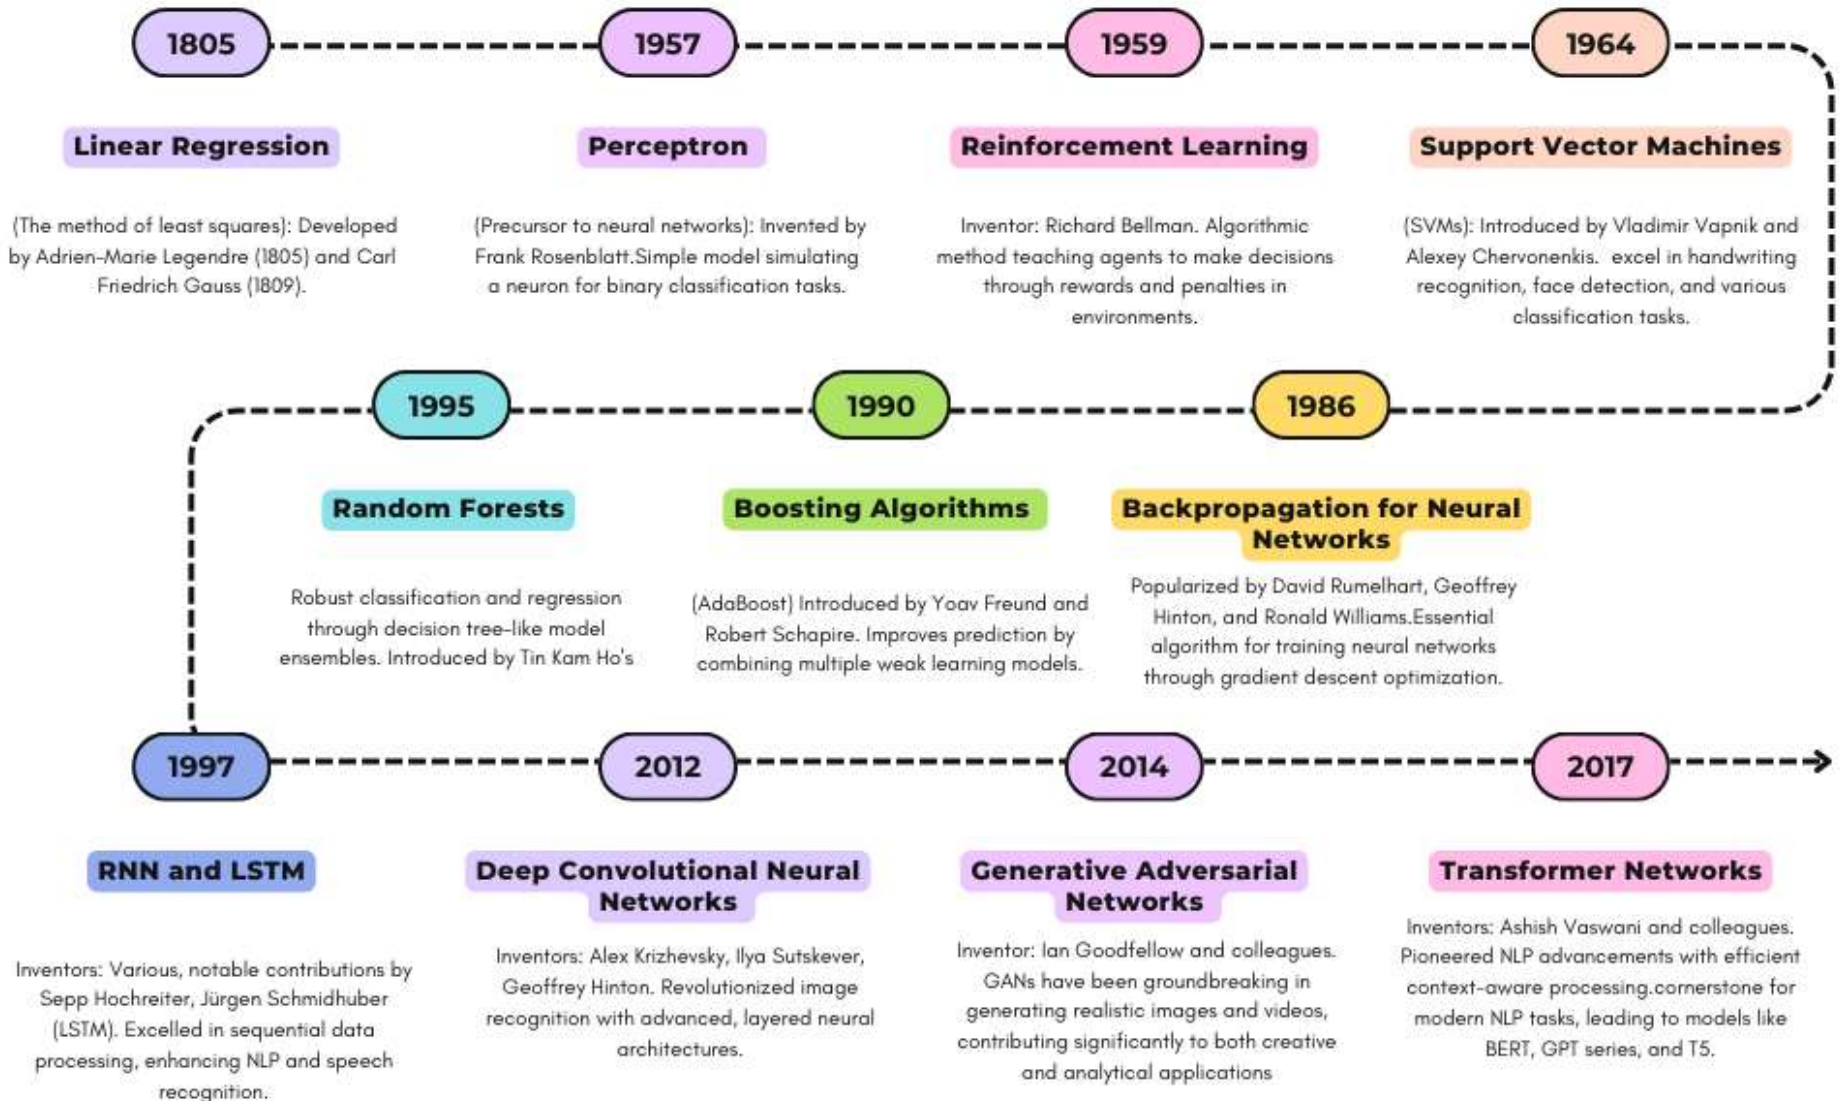 1805
1957
1959
1964
Linear Regression
(The method of least squares): Developed
by Adrien-Marie Legendre (1805) and Carl
Friedrich Gauss (1809).
Perceptron
(Precursor to neural networks): Invented by
Frank Rosenblatt.Simple model simulating
a neuron for binary classification tasks.
Reinforcement Learning
Inventor: Richard Bellman. Algorithmic
method teaching agents to make decisions
through rewards and penalties in
environments.
Support Vector Machines
(SVMs): Introduced by Vladimir Vapnik and
Alexey Chervonenkis. excel in handwriting
recognition, face detection, and various
classification tasks.
1995
1990
1986
Random Forests
Robust classification and regression
through decision tree-like model
ensembles. Introduced by Tin Kam Ho's
Boosting Algorithms
(AdaBoost) Introduced by Yoav Freund and
Robert Schapire. Improves prediction by
combining multiple weak learning models.
Backpropagation for Neural
Networks
Popularized by David Rumelhart, Geoffrey
Hinton, and Ronald Williams.Essential
algorithm for training neural networks
through gradient descent optimization.
1997
2012
2014
2017
RNN and LSTM
Inventors: Various, notable contributions by
Sepp Hochreiter, Jürgen Schmidhuber
(LSTM). Excelled in sequential data
processing, enhancing NLP and speech
recognition.
Deep Convolutional Neural
Networks
Inventors: Alex Krizhevsky, Ilya Sutskever,
Geoffrey Hinton. Revolutionized image
recognition with advanced, layered neural
architectures.
Generative Adversarial
Networks
Inventor: Ian Goodfellow and colleagues.
GANs have been groundbreaking in
generating realistic images and videos,
contributing significantly to both creative
and analytical applications
Transformer Networks
Inventors: Ashish Vaswani and colleagues.
Pioneered NLP advancements with efficient
context-aware processing.cornerstone for
modern NLP tasks, leading to models like
BERT, GPT series, and T5.